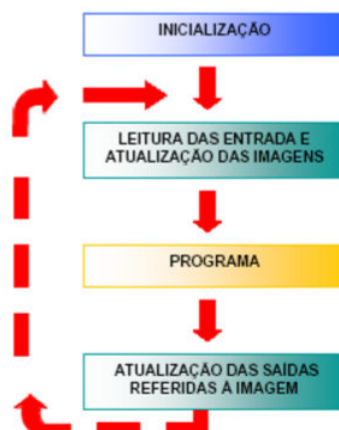 INICIALIZAÇÃO
LEITURA DAS ENTRADA E
ATUALIZAÇÃO DAS IMAGENS
PROGRAMA
ATUALIZAÇÃO DAS SAÍDAS
REFERIDAS À IMAGEM